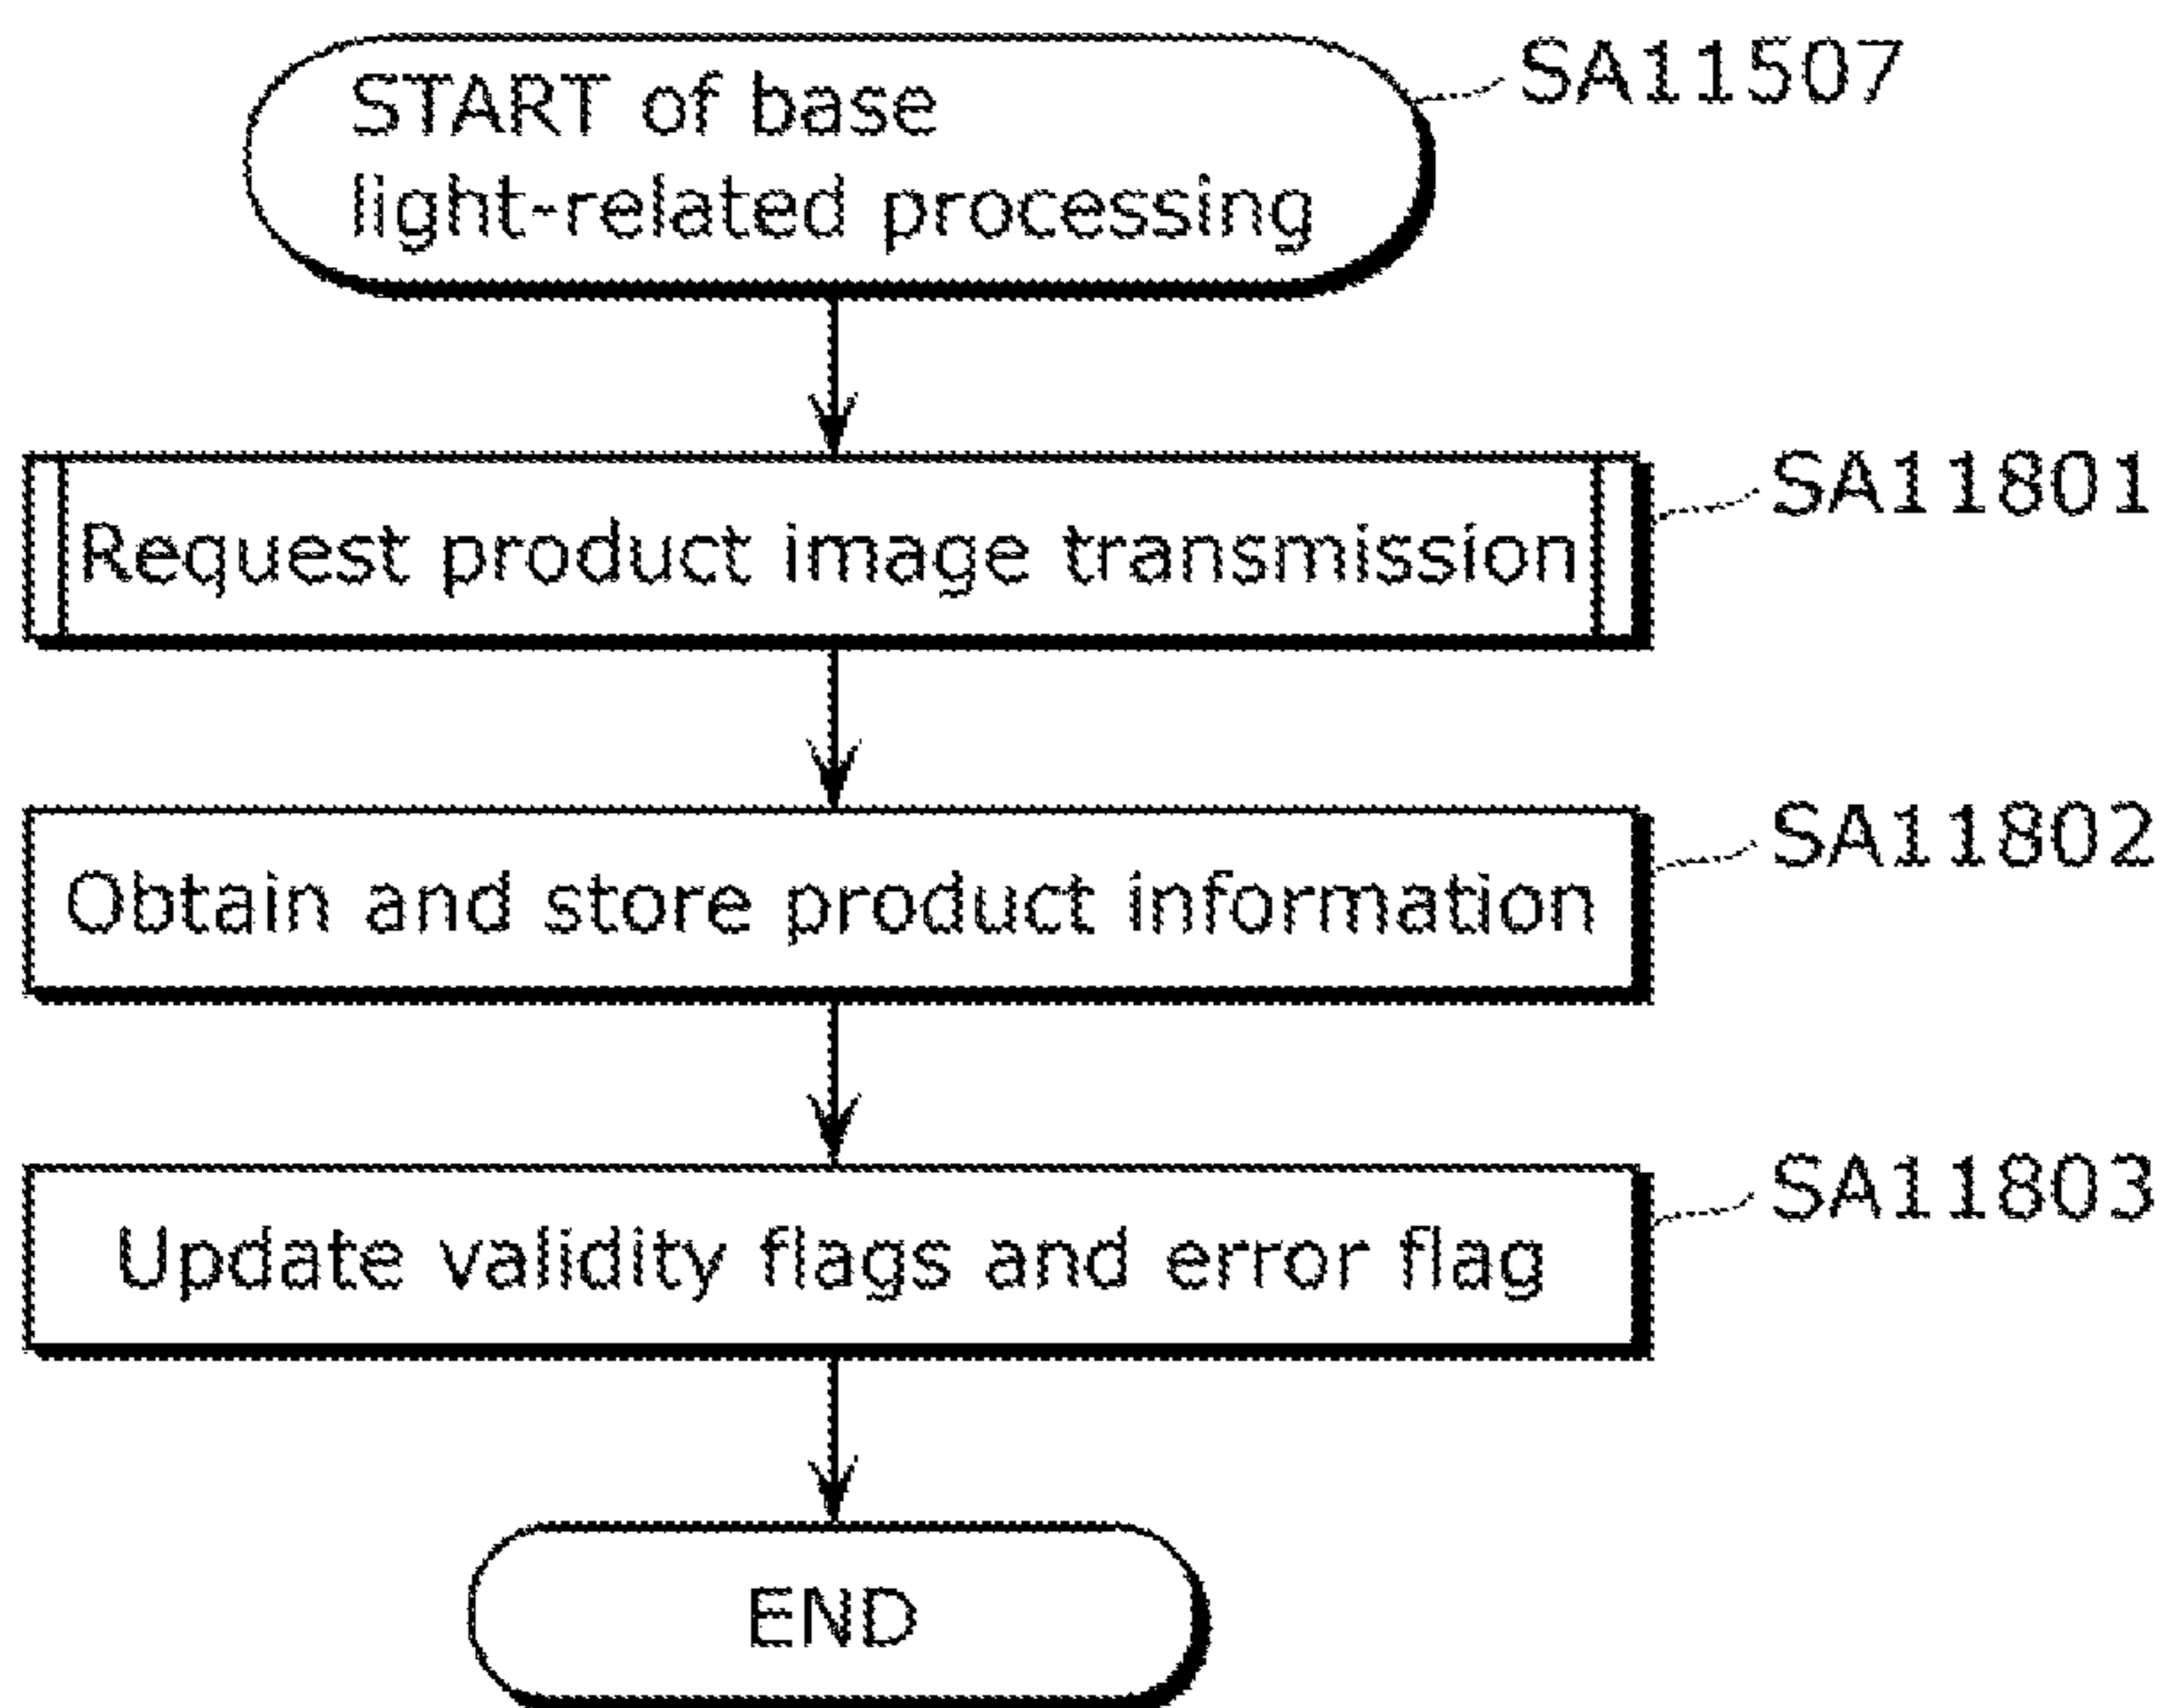 START of base
light-related processing
SA11507
Request product image transmission
SA11801
Obtain and store product information
SA11802
Update validity flags and error flag
SA11803
END